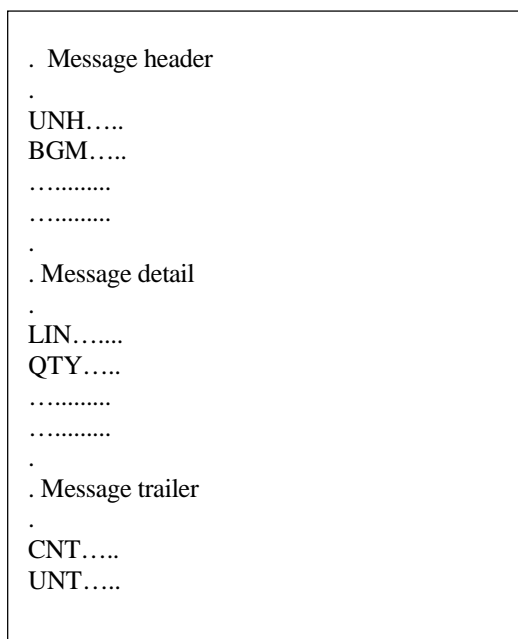 . Message header
.
UNH…..
BGM…..
….........
….........
.
. Message detail
.
LIN…....
QTY…..
….........
….........
.
. Message trailer
.
CNT…..
UNT…..